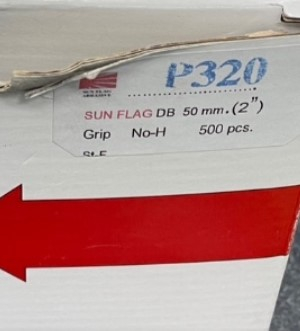 P320
SUN FLAG DB 50 mm.(2")
Grip No-H 500 pcs.